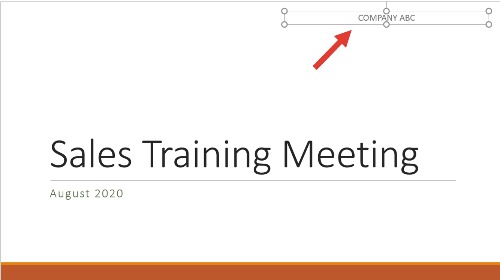 COMPANY ABC
Sales Training Meeting
August 2020